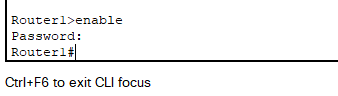 Router1>enable
Password:
Router1#
Ctrl+F6 to exit CLI focus